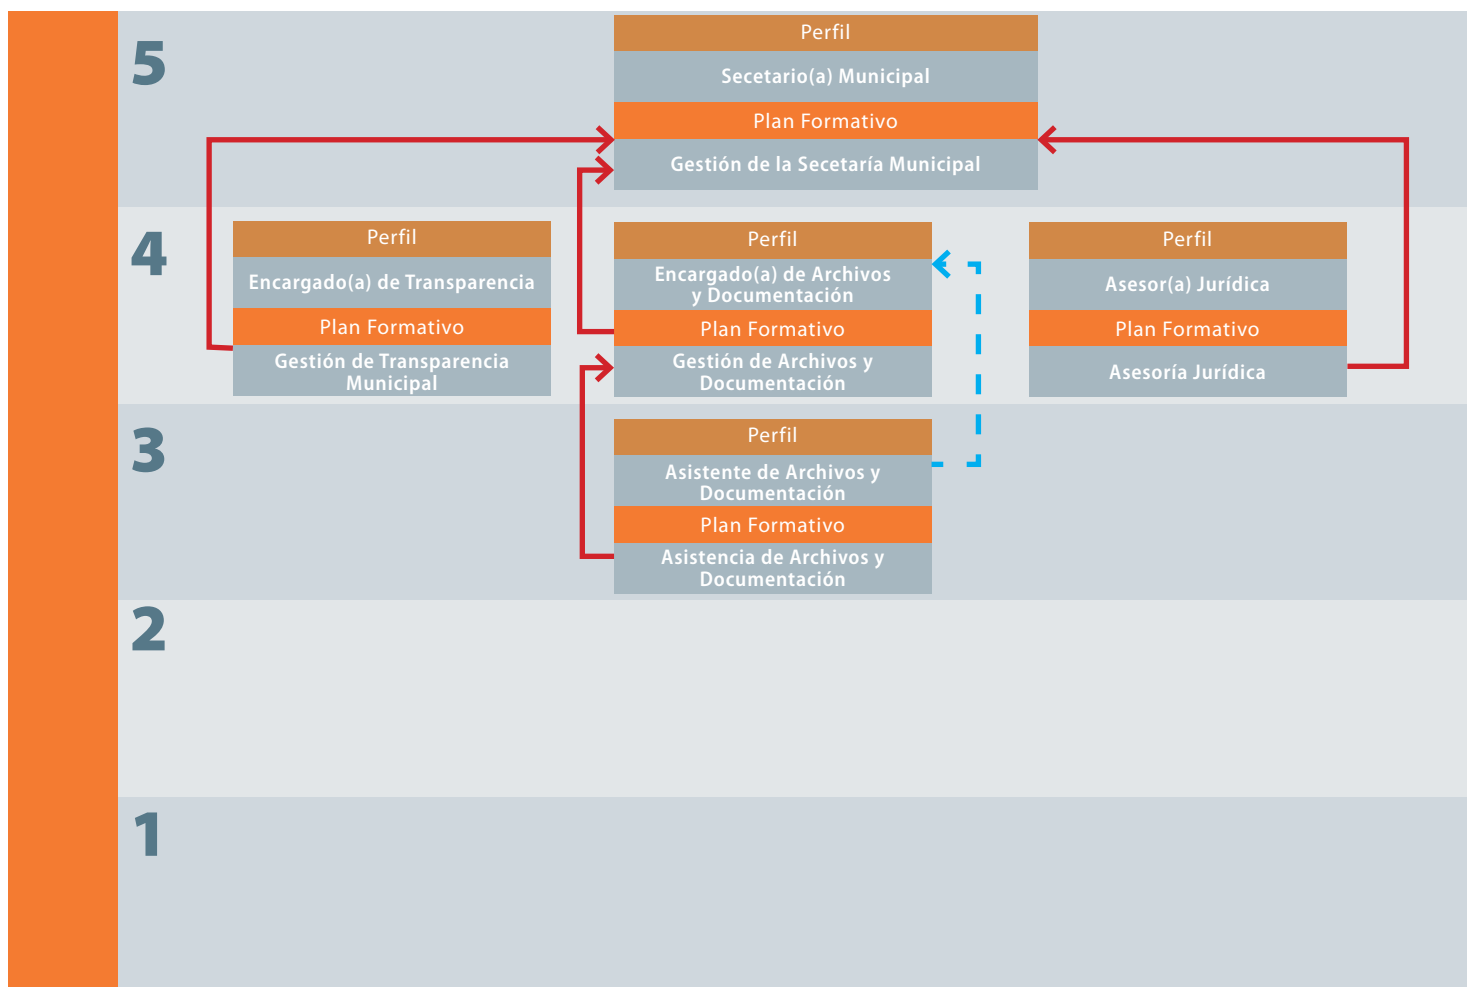 5
Perfil
Secetario(a) Municipal
Plan Formativo
Gestión de la Secretaría Municipal
4
Perfil
Encargado(a) de Transparencia
Plan Formativo
Gestión de Transparencia
Municipal
Perfil
Encargado(a) de Archivos
y Documentación
Plan Formativo
Gestión de Archivos y
Documentación
Perfil
Asesor(a) Jurídica
Plan Formativo
Asesoría Jurídica
3
Perfil
Asistente de Archivos y
Documentación
Plan Formativo
Asistencia de Archivos y
Documentación
2
1